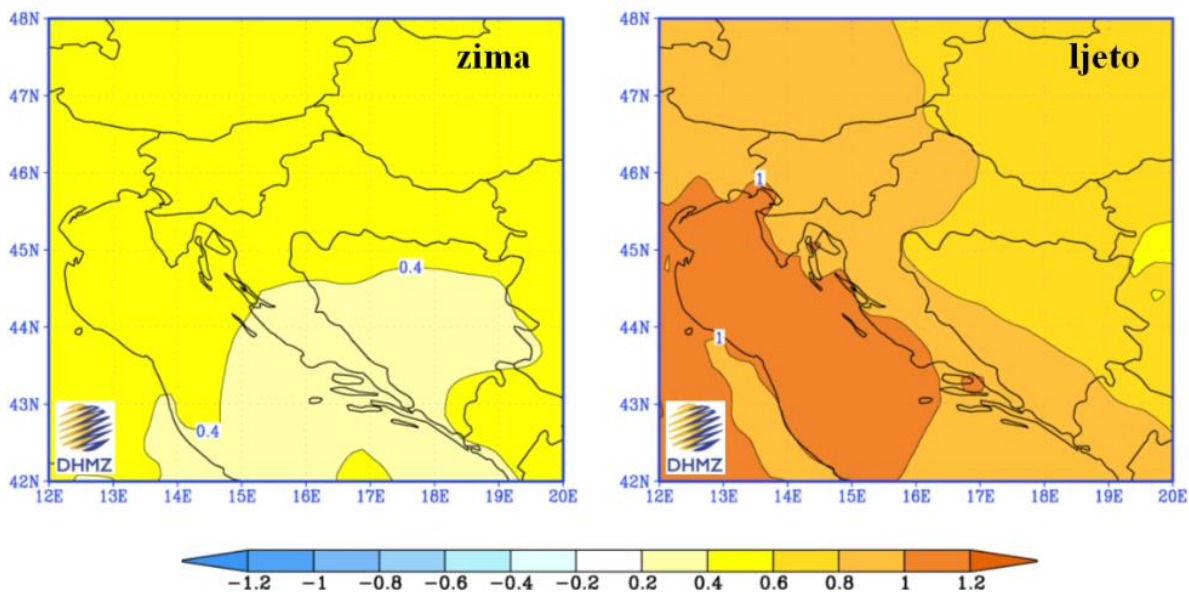 48N 47N 46N 45N 44N 43N 42N
zima
0.4
0.4
DHMZ
12E 13E 14E 15E 16E 17E 18E 19E 20E
48N 47N 46N 45N 44N 43N 42N
ljeto
1
1
DHMZ
12E 13E 14E 15E 16E 17E 18E 19E 20E
-1.2 -1 -0.8 -0.6 -0.4 -0.2 0.2 0.4 0.6 0.8 1 1.2